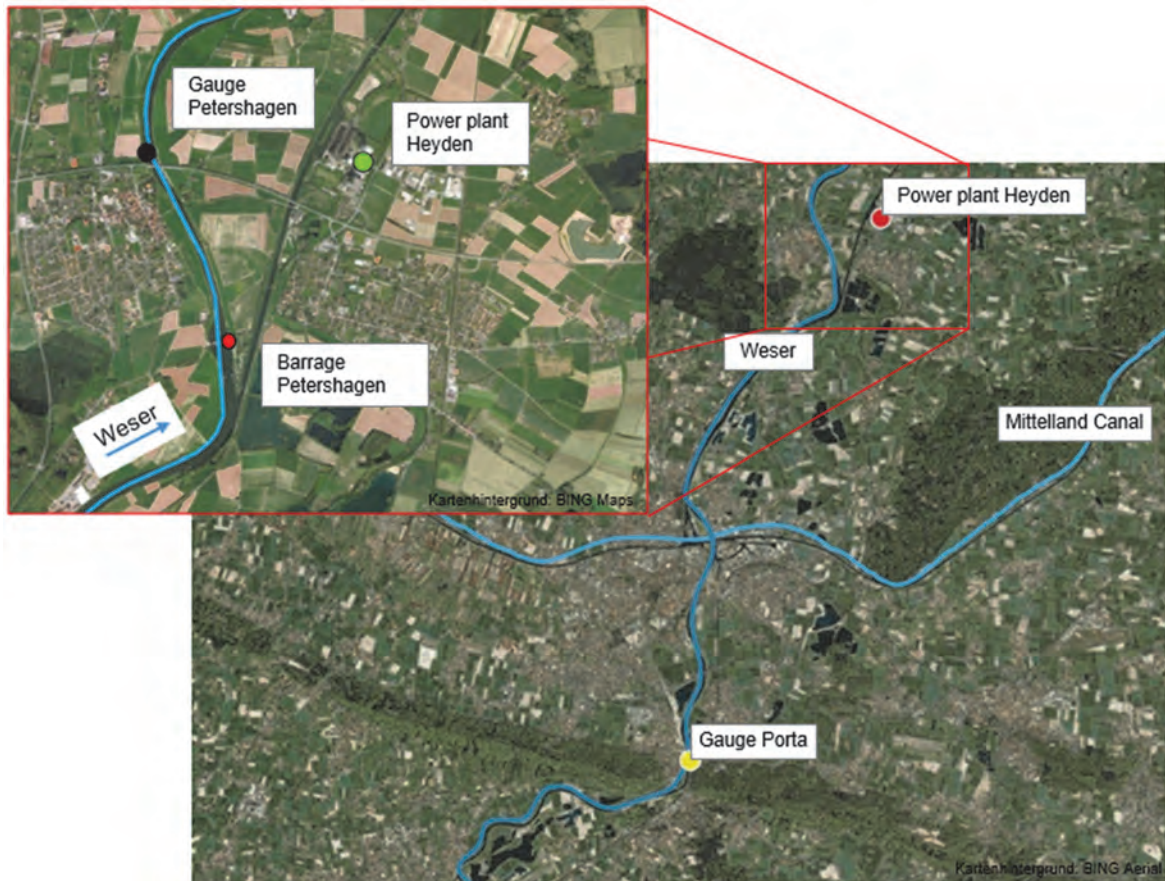 Gauge
Petershagen
Power plant
Heyden
Barrage
Petershagen
Weser
Kartenhintergrund: BING Maps
Power plant Heyden
Weser
Mittelland Canal
Gauge Porta
Kartenhintergrund: BING Aerial